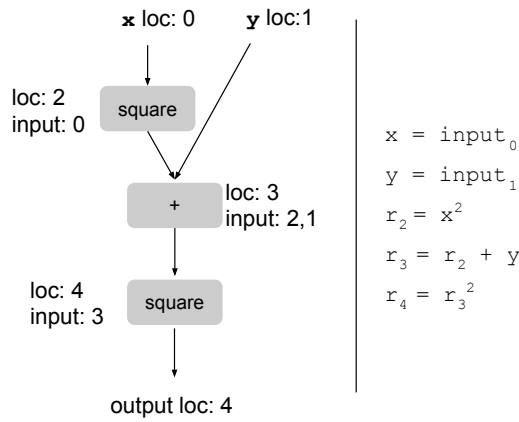 x loc: 0
y loc:1
loc: 2
input: 0
square
+
loc: 3
input: 2,1
loc: 4
input: 3
square
output loc: 4
x = input₀
y = input₁
r₂ = x²
r₃ = r₂ + y
r₄ = r₃²